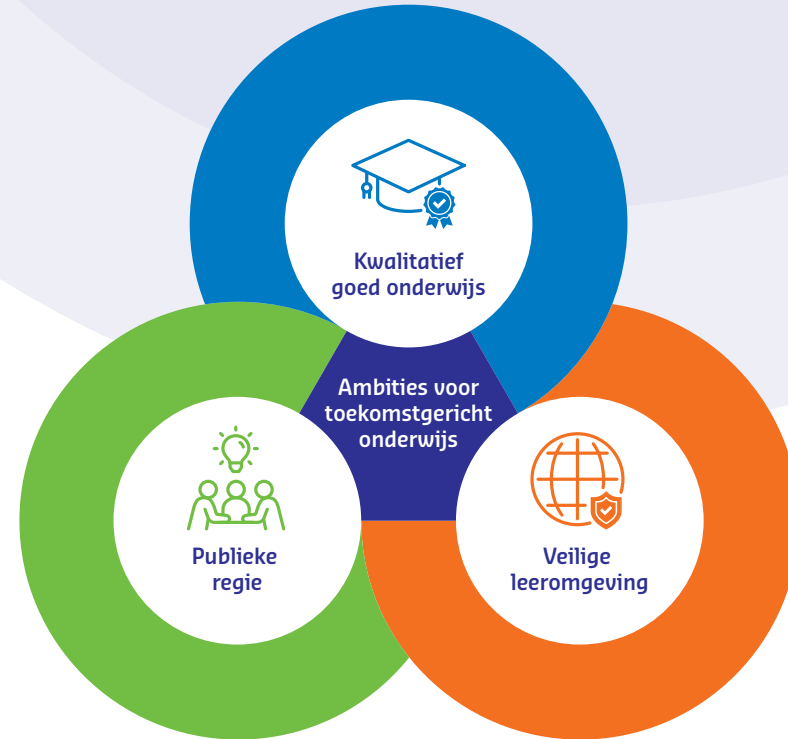 Kwalitatief
goed onderwijs
Ambities voor
toekomstgericht
onderwijs
Publieke
regie
Veilige
leeromgeving